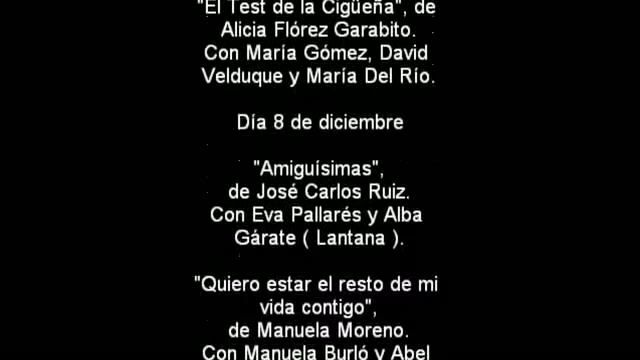 "El Test de la Cigüeña", de
Alicia Flórez Garabito.
Con María Gómez, David
Velduque y María Del Río.
Día 8 de diciembre
"Amiguísimas",
de José Carlos Ruiz.
Con Eva Pallarés y Alba
Gárate ( Lantana ).
"Quiero estar el resto de mi
vida contigo",
de Manuela Moreno.
Con Manuela Burló y Abel